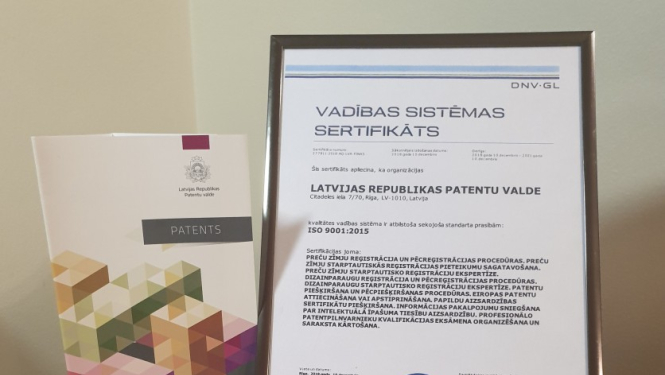 Latvijas Republikas
Patentu valde
PATENTS
DNV·GL
VADĪBAS SISTĒMAS
SERTIFIKĀTS
Šis sertifikāts apliecina, ka organizācijas
LATVIJAS REPUBLIKAS PATENTU VALDE
Citadeles iela 7/70, Rīga, LV-1010, Latvija
kvalitātes vadības sistēma ir atbilstoša sekojoša standarta prasībām:
ISO 9001:2015
Sertifikācijas joma:
PREČU ZĪMJU REĢISTRĀCIJA UN PĒCREĢISTRĀCIJAS PROCEDŪRAS. PREČU
ZĪMJU STARPTAUTISKĀS REĢISTRĀCIJAS PIETEIKUMU SAGATAVOŠANA.
PREČU ZĪMJU STARPTAUTISKO REĢISTRĀCIJU EKSPERTĪZE.
DIZAINPARAUGU REĢISTRĀCIJA UN PĒCREĢISTRĀCIJAS PROCEDŪRAS.
DIZAINPARAUGU STARPTAUTISKO REĢISTRĀCIJU EKSPERTĪZE. PATENTU
PIEŠĶIRŠANA UN PĒCPIEŠĶIRŠANAS PROCEDŪRAS. EIROPAS PATENTU
ATTIECINĀŠANA VAI APSTIPRINĀŠANA. PAPILDU AIZSARDZĪBAS
SERTIFIKĀTU PIEŠĶIRŠANA. INFORMĀCIJAS PAKALPOJUMU SNIEGŠANA
PAR INTELEKTUĀLĀ ĪPAŠUMA TIESĪBU AIZSARDZĪBU. PROFESIONĀLO
PATENTPILNVARNIEKU KVALIFIKĀCIJAS EKSĀMENA ORGANIZĒŠANA UN
SARAKSTA KĀRTOŠANA.